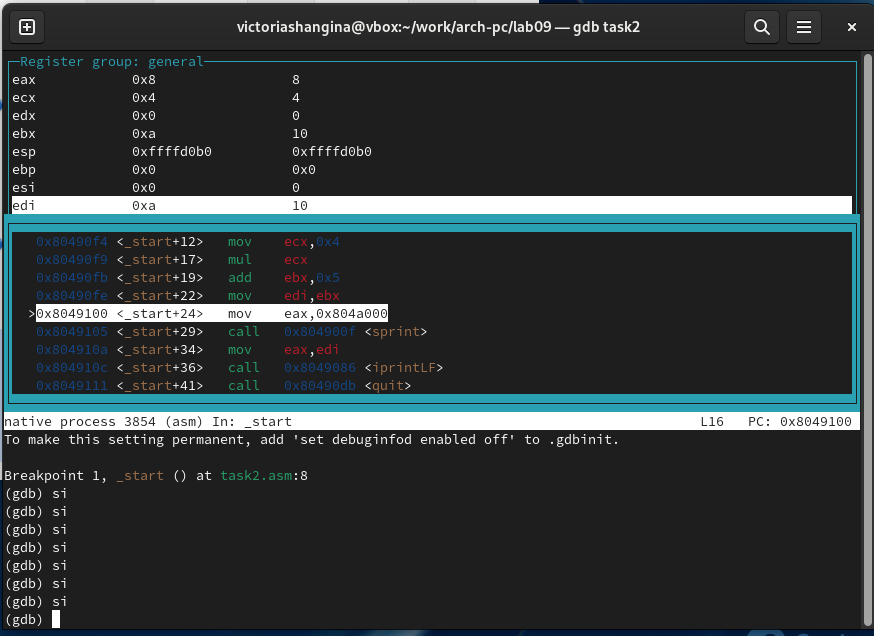 victoriashangina@vbox:~/work/arch-pc/lab09 — gdb task2
Register group: general
eax 0x8 8
ecx 0x4 4
edx 0x0 0
ebx 0xa 10
esp 0xffffd0b0 0xffffd0b0
ebp 0x0 0x0
esi 0x0 0
edi 0xa 10
0x80490f4 <_start+12> mov ecx,0x4
0x80490f9 <_start+17> mul ecx
0x80490fb <_start+19> add ebx,0x5
0x80490fe <_start+22> mov edi,ebx
>0x8049100 <_start+24> mov eax,0x804a000
0x8049105 <_start+29> call 0x804900f <sprint>
0x804910a <_start+34> mov eax,edi
0x804910c <_start+36> call 0x8049086 <iprintLF>
0x8049111 <_start+41> call 0x80490db <quit>
native process 3854 (asm) In: _start L16 PC: 0x8049100
To make this setting permanent, add 'set debuginfod enabled off' to .gdbinit.
Breakpoint 1, _start () at task2.asm:8
(gdb) si
(gdb) si
(gdb) si
(gdb) si
(gdb) si
(gdb) si
(gdb) si
(gdb)